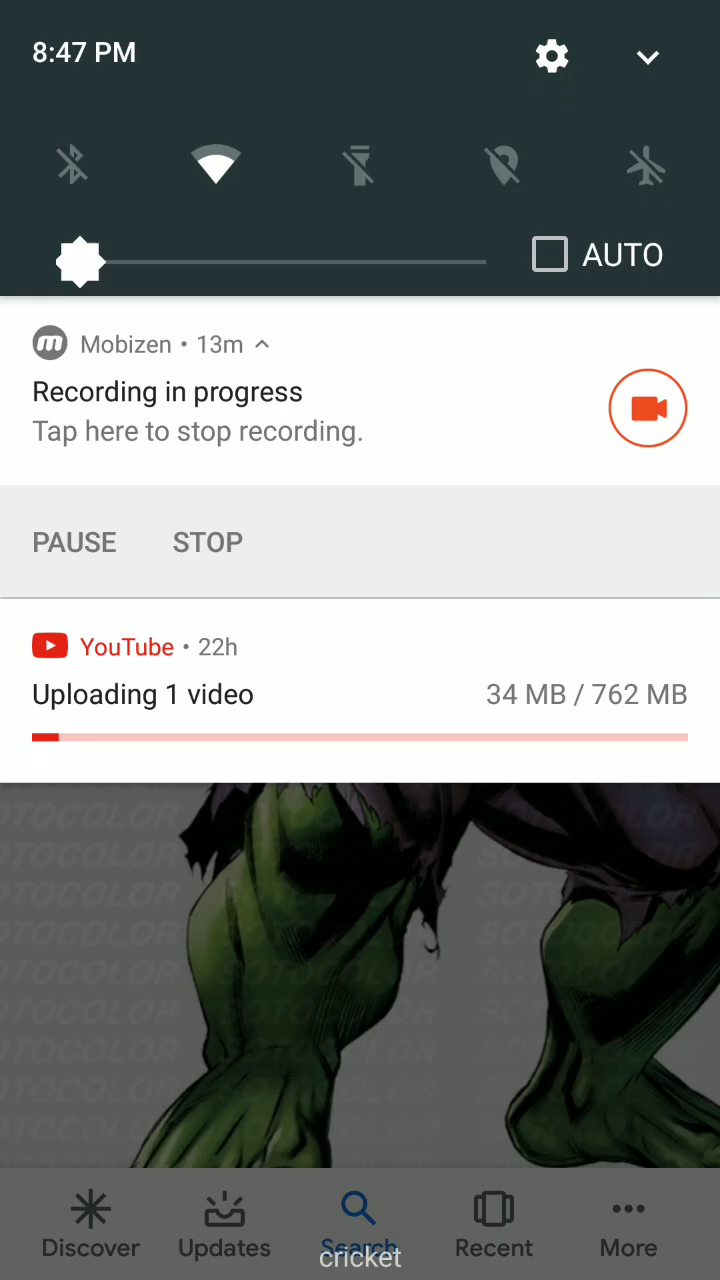 8:47 PM
AUTO
Mobizen • 13m
Recording in progress
Tap here to stop recording.
PAUSE STOP
YouTube • 22h
Uploading 1 video 34 MB / 762 MB
SOTOCOLOR
Discover Updates Search Recent More
cricket